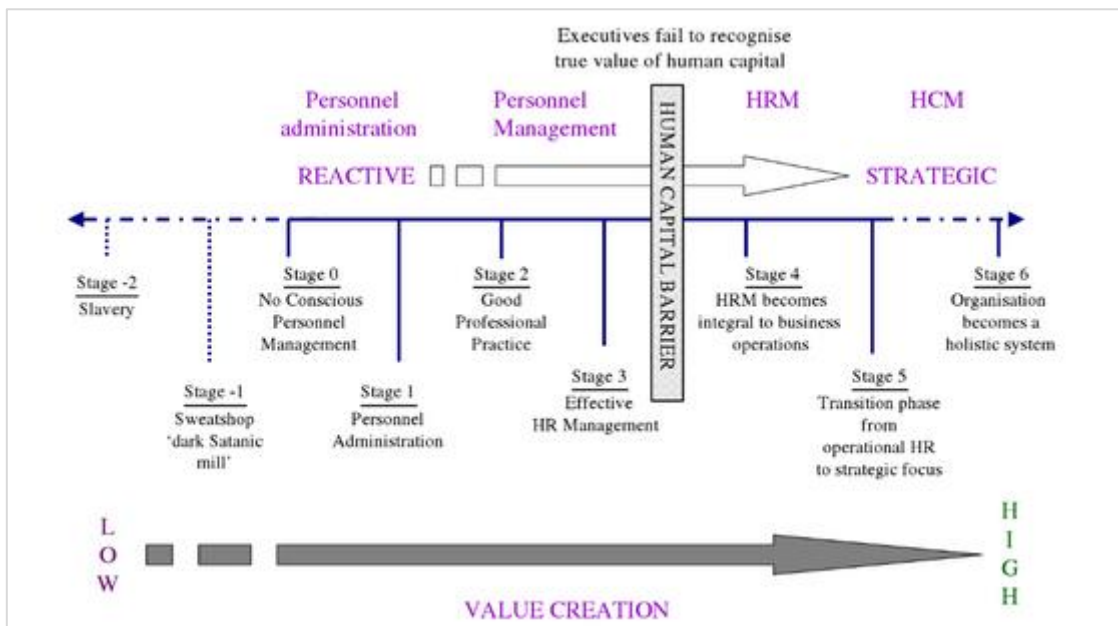 Executives fail to recognise
true value of human capital
Personnel
administration
Personnel
Management
HRM
HCM
REACTIVE
STRATEGIC
HUMAN CAPITAL BARRIER
Stage -2
Slavery
Stage 0
No Conscious
Personnel
Management
Stage 2
Good
Professional
Practice
Stage 4
HRM becomes
integral to business
operations
Stage 6
Organisation
becomes a
holistic system
Stage -1
Sweatshop
‘dark Satanic
mill’
Stage 1
Personnel
Administration
Stage 3
Effective
HR Management
Stage 5
Transition phase
from
operational HR
to strategic focus
LOW
HIGH
VALUE CREATION